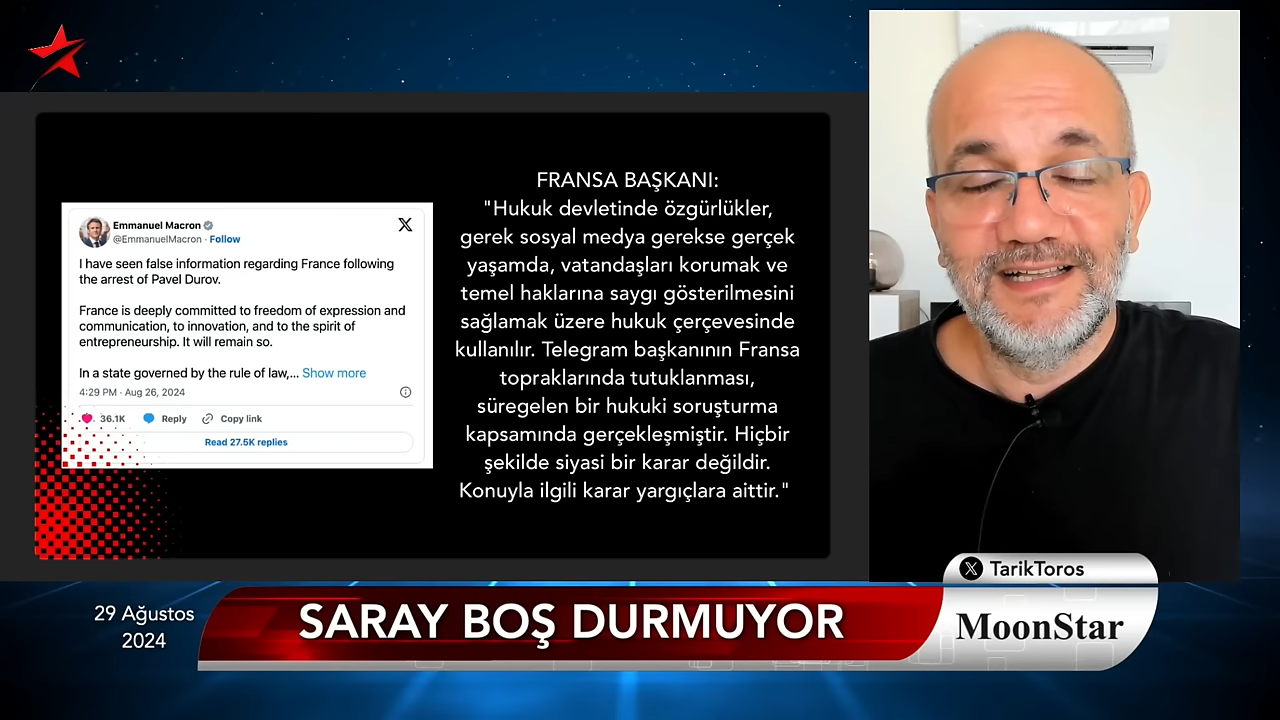 Emmanuel Macron
@EmmanuelMacron · Follow
X
I have seen false information regarding France following
the arrest of Pavel Durov.
France is deeply committed to freedom of expression and
communication, to innovation, and to the spirit of
entrepreneurship. It will remain so.
In a state governed by the rule of law,... Show more
4:29 PM · Aug 26, 2024
36.1K Reply Copy link
Read 27.5K replies
FRANSA BAŞKANI:
"Hukuk devletinde özgürlükler,
gerek sosyal medya gerekse gerçek
yaşamda, vatandaşları korumak ve
temel haklarına saygı gösterilmesini
sağlamak üzere hukuk çerçevesinde
kullanılır. Telegram başkanının Fransa
topraklarında tutuklanması,
süregelen bir hukuki soruşturma
kapsamında gerçekleşmiştir. Hiçbir
şekilde siyasi bir karar değildir.
Konuyla ilgili karar yargıçlara aittir."
X TarikToros
29 Ağustos
2024
SARAY BOŞ DURMUYOR
MoonStar